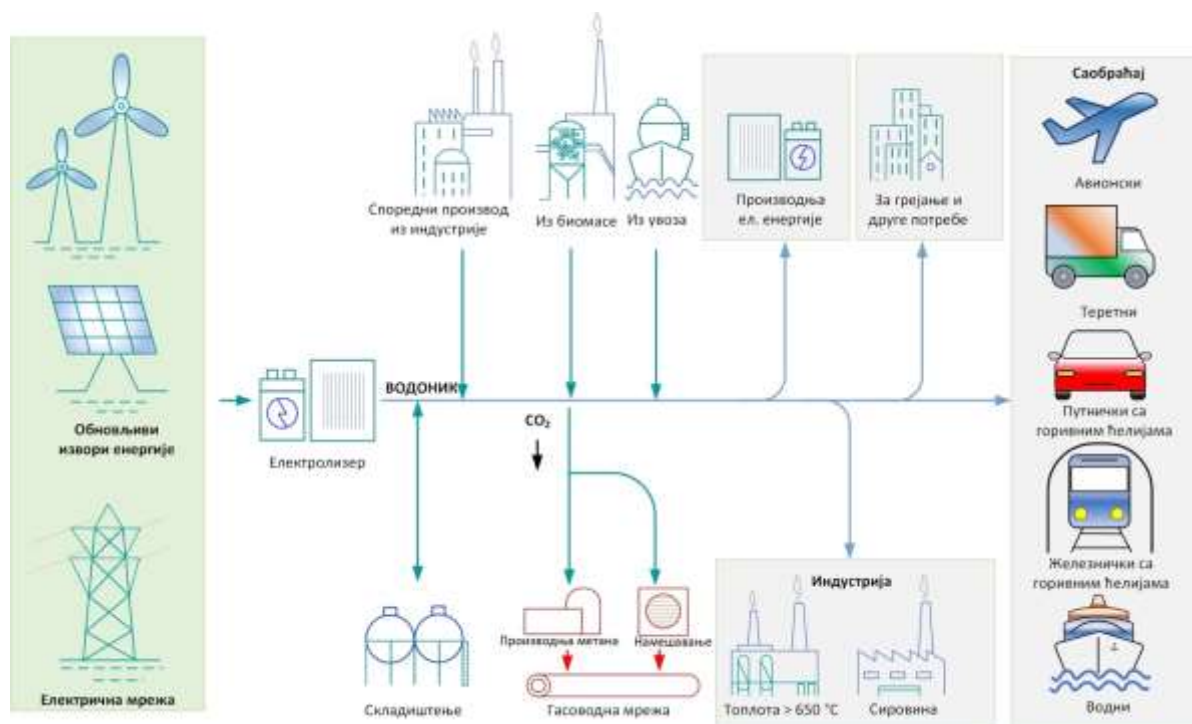 Обновљиви
извори енергије
Електрична мрежа
Електролизер
ВОДОНИК
Споредни производ
из индустрије
Из биомасе
Из увоза
Производња
ел. енергије
За грејање и
друге потребе
CO₂
Складиштење
Производња метана
Намешавање
Гасоводна мрежа
Индустрија
Топлота > 650 °C
Сировина
Саобраћај
Авионски
Теретни
Путнички са
горивним ћелијама
Железнички са
горивним ћелијама
Водни